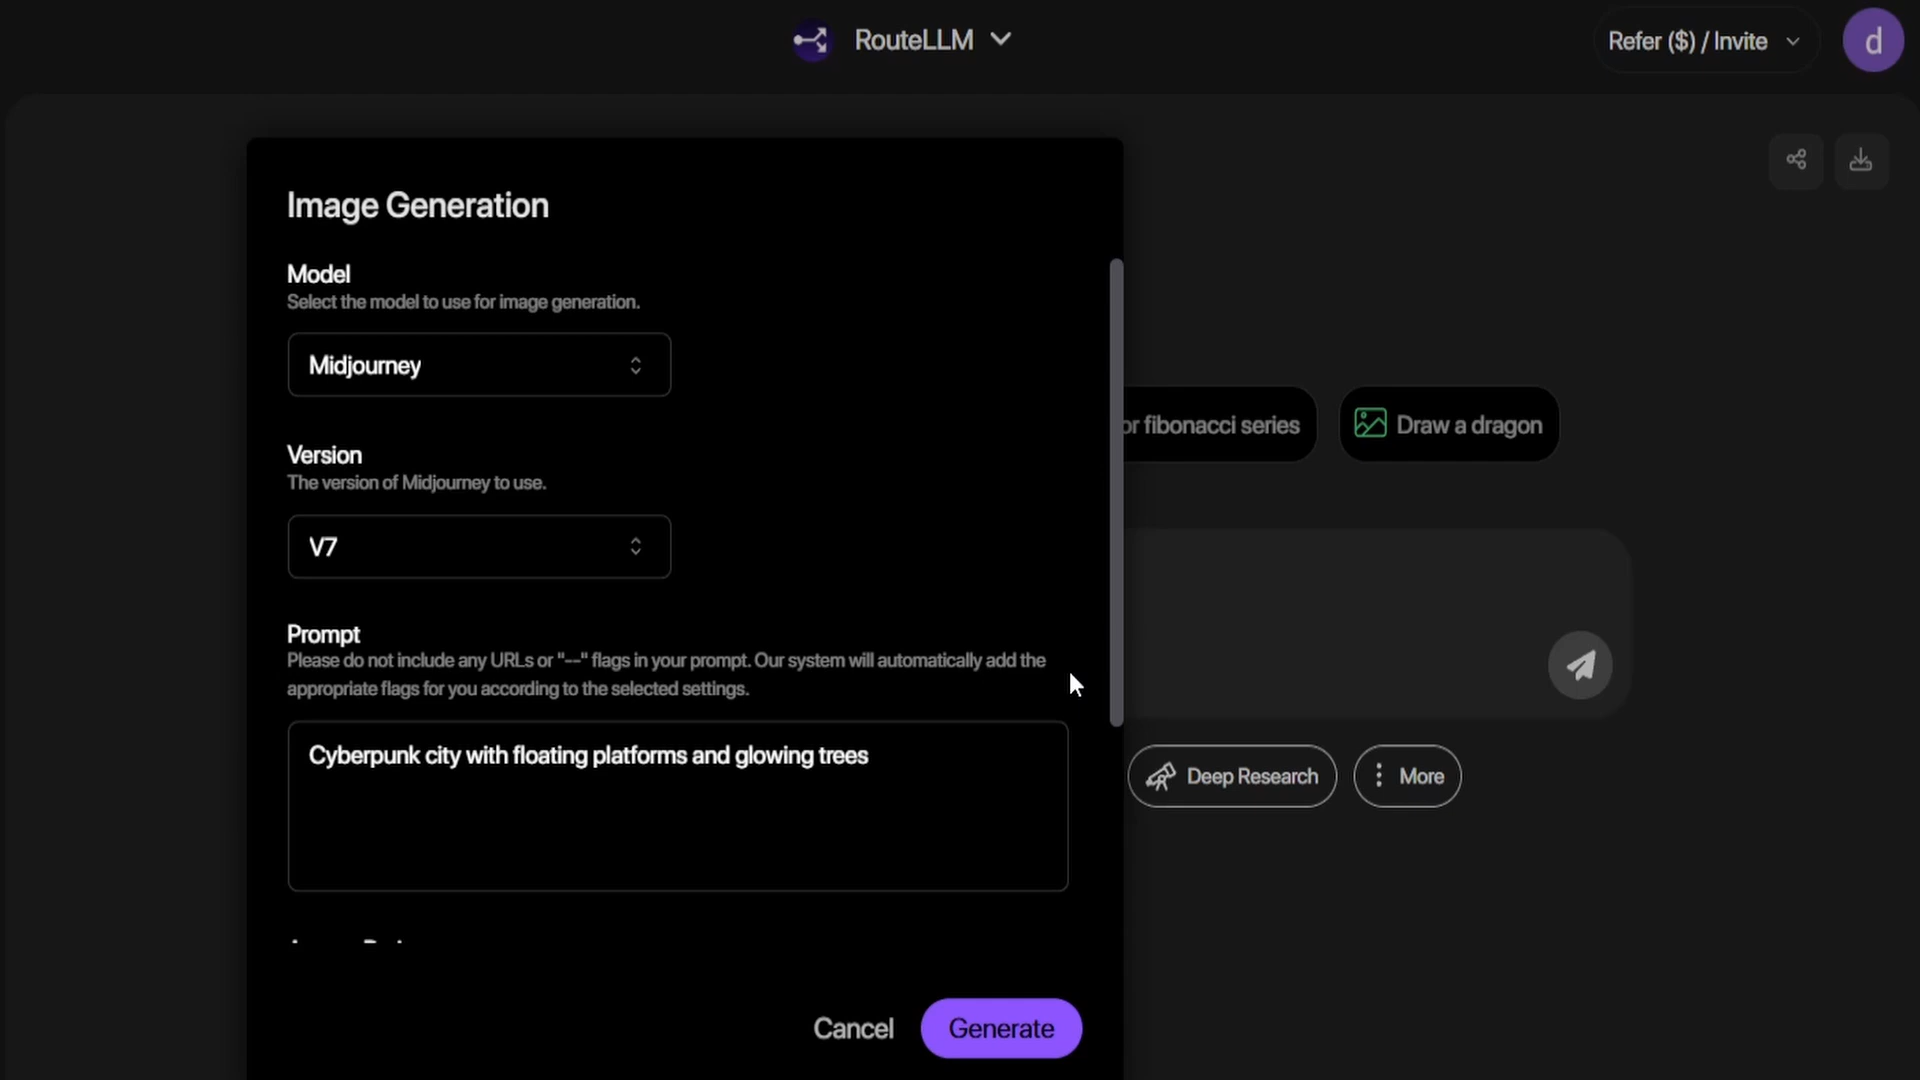 RouteLLM
Refer ($) / Invite
d
Image Generation
Model
Select the model to use for image generation.
Midjourney
Version
The version of Midjourney to use.
V7
or fibonacci series
Draw a dragon
Prompt
Please do not include any URLs or "--" flags in your prompt. Our system will automatically add the
appropriate flags for you according to the selected settings.
Cyberpunk city with floating platforms and glowing trees
Deep Research
More
Cancel
Generate